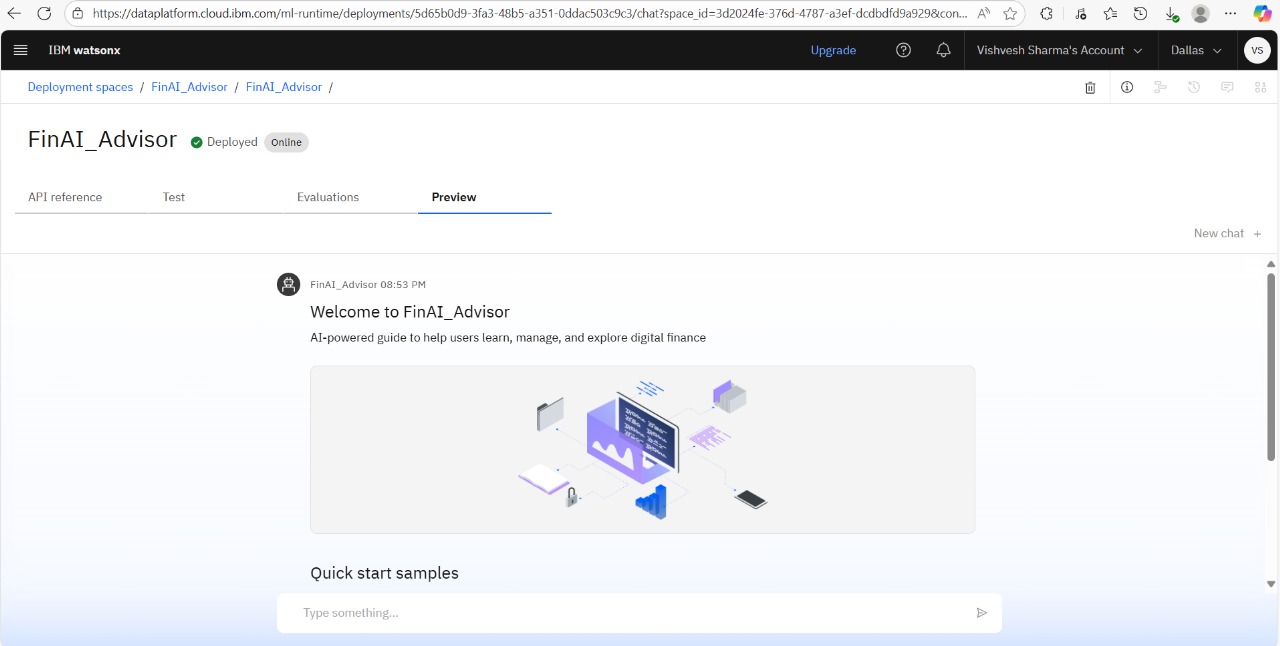 https://dataplatform.cloud.ibm.com/ml-runtime/deployments/5d65b0d9-3fa3-48b5-a351-0ddac503c9c3/chat?space_id=3d2024fe-376d-4787-a3ef-dcdbdfd9a929&con...
IBM watsonx Upgrade Vishvesh Sharma's Account Dallas VS
Deployment spaces / FinAI_Advisor / FinAI_Advisor /
FinAI_Advisor Deployed Online
API reference Test Evaluations Preview
New chat +
FinAI_Advisor 08:53 PM
Welcome to FinAI_Advisor
AI-powered guide to help users learn, manage, and explore digital finance
Quick start samples
Type something...